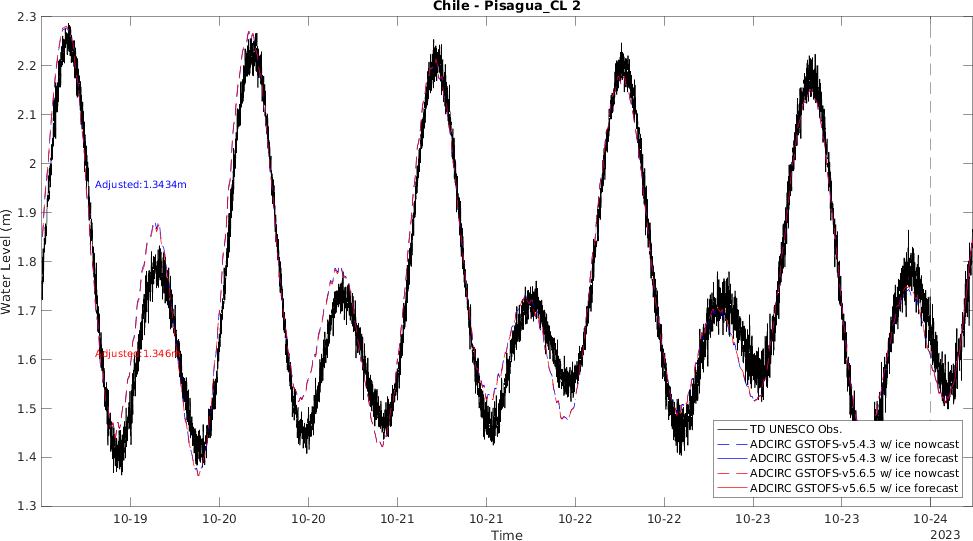 Chile - Pisagua_CL 2
2.3
2.2
2.1
2
1.9
1.8
1.7
1.6
1.5
1.4
1.3
Water Level (m)
Adjusted:1.3434m
Adjusted:1.346m
TD UNESCO Obs.
ADCIRC GSTOFS-v5.4.3 w/ ice nowcast
ADCIRC GSTOFS-v5.4.3 w/ ice forecast
ADCIRC GSTOFS-v5.6.5 w/ ice nowcast
ADCIRC GSTOFS-v5.6.5 w/ ice forecast
10-19 10-20 10-20 10-21 10-21 10-22 10-22 10-23 10-23 10-24
Time
2023